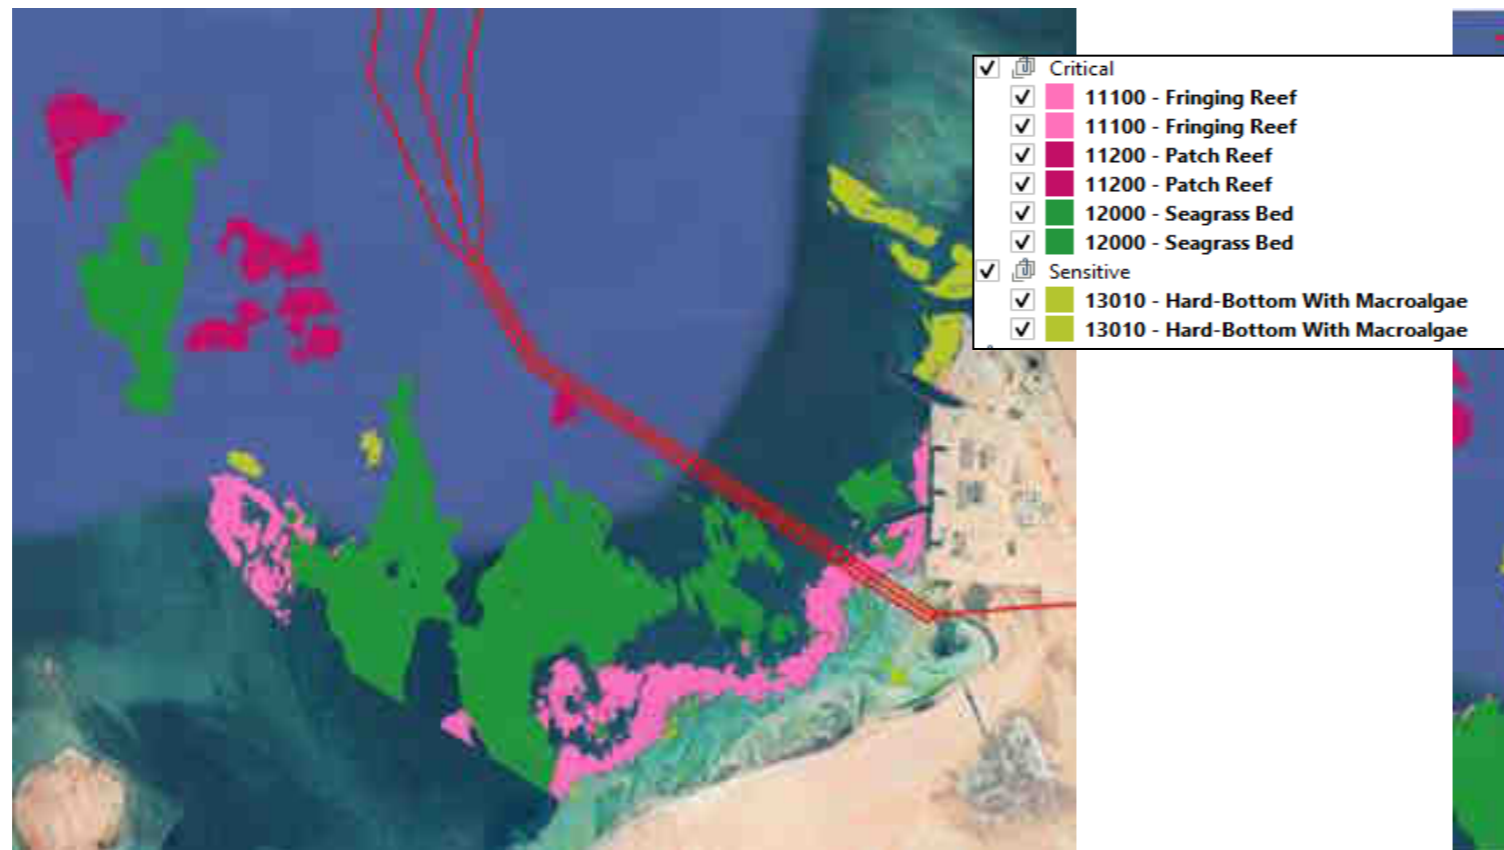 Critical
11100 - Fringing Reef
11100 - Fringing Reef
11200 - Patch Reef
11200 - Patch Reef
12000 - Seagrass Bed
12000 - Seagrass Bed
Sensitive
13010 - Hard-Bottom With Macroalgae
13010 - Hard-Bottom With Macroalgae